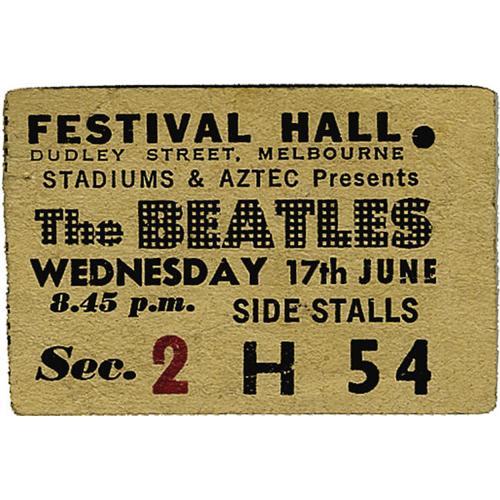 FESTIVAL HALL.
DUDLEY STREET, MELBOURNE
STADIUMS & AZTEC Presents
The BEATLES
WEDNESDAY 17th JUNE
8.45 p.m. SIDE STALLS
Sec. 2 H 54